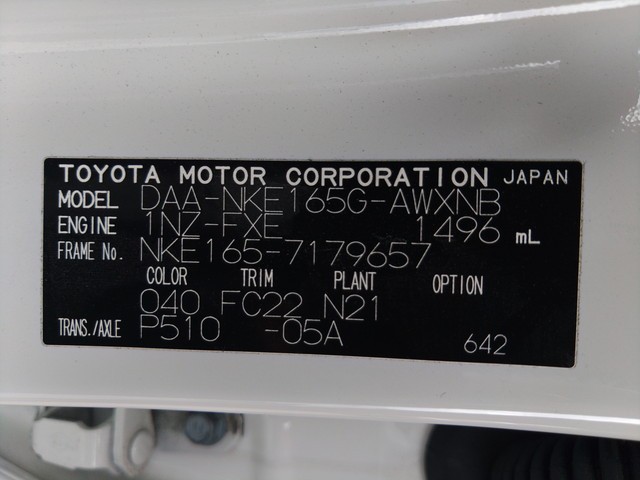 TOYOTA MOTOR CORPORATION JAPAN
MODEL DAA-NKE165G-AWXNB
ENGINE 1NZ-FXE 1496 mL
FRAME No. NKE165-7179657
COLOR TRIM PLANT OPTION
040 FC22 N21
TRANS./AXLE P510 -05A 642